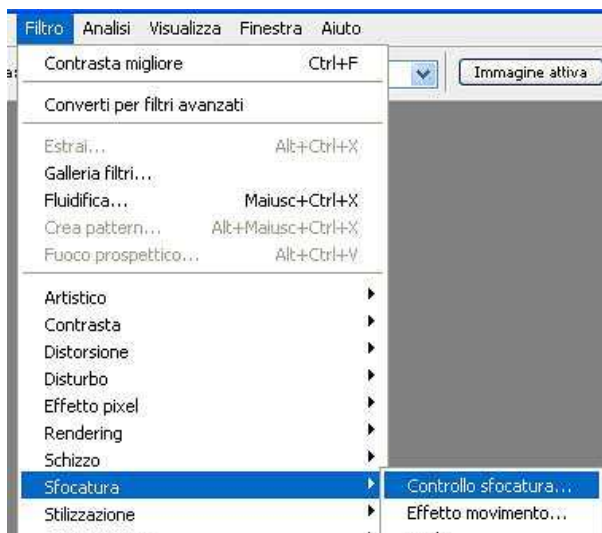 Filtro Analisi Visualizza Finestra Aiuto
Contrasta migliore Ctrl+F
Immagine attiva
Converti per filtri avanzati
Estrai... Alt+Ctrl+X
Galleria filtri...
Fluidifica... Maiusc+Ctrl+X
Crea pattern... Alt+Maiusc+Ctrl+X
Fuoco prospettico... Alt+Ctrl+V
Artistico
Contrasta
Distorsione
Disturbo
Effetto pixel
Rendering
Schizzo
Sfocatura
Controllo sfocatura...
Stilizzazione
Effetto movimento...